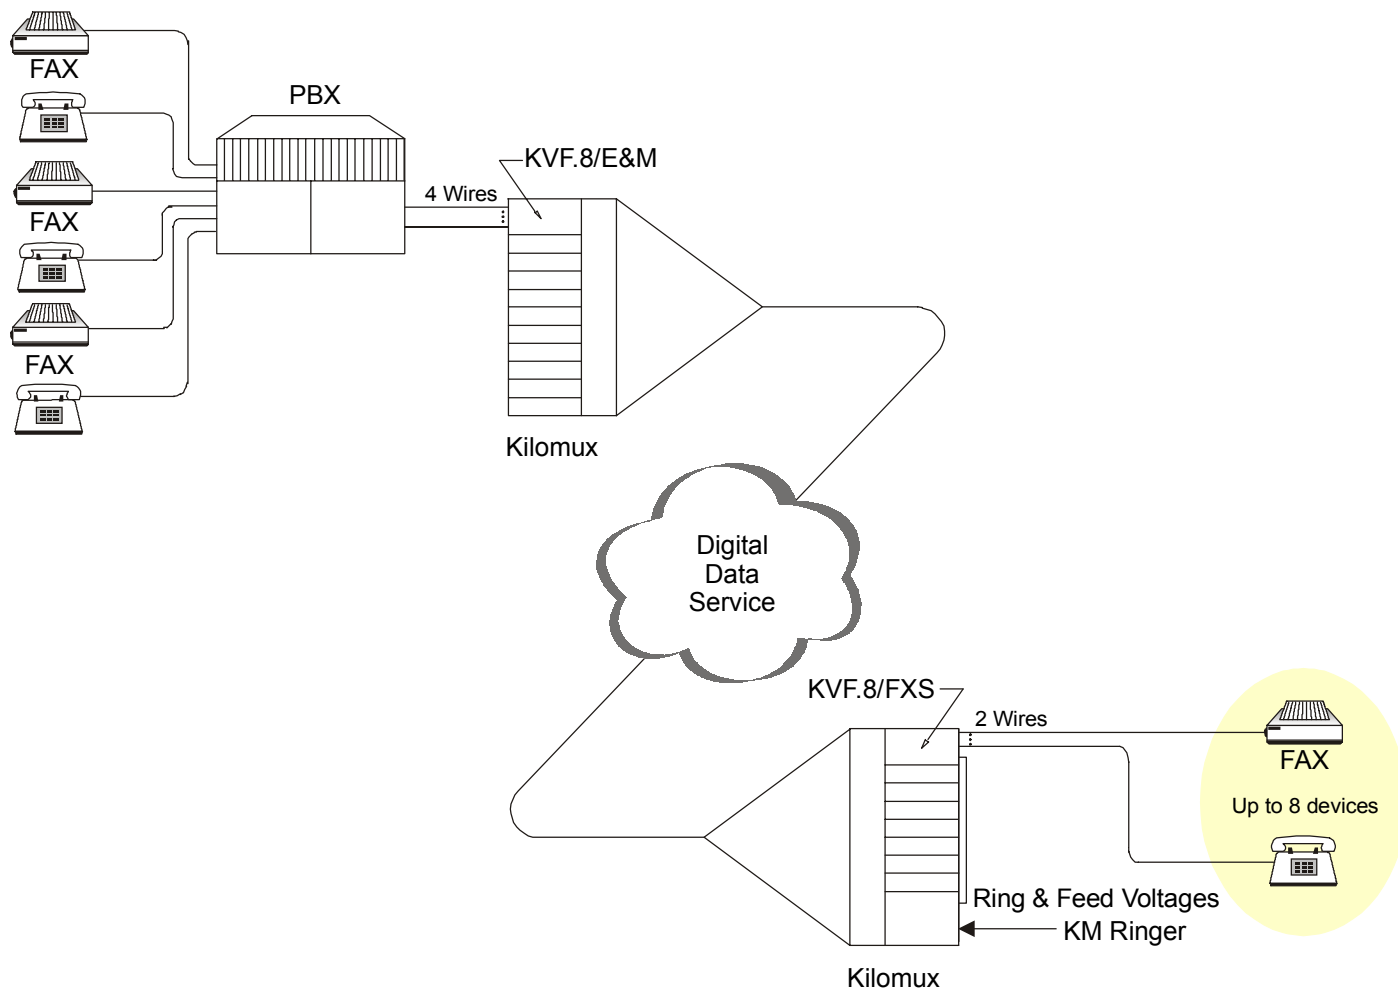 FAX
PBX
KVF.8/E&M
4 Wires
FAX
FAX
Kilomux
Digital
Data
Service
KVF.8/FXS
2 Wires
FAX
Up to 8 devices
Ring & Feed Voltages
KM Ringer
Kilomux